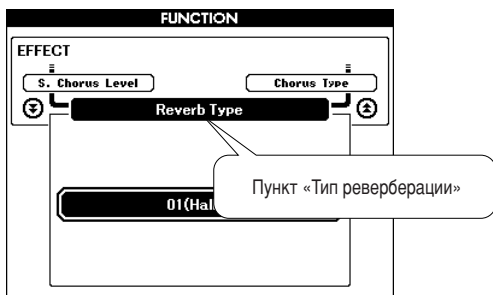 FUNCTION
EFFECT
S. Chorus Level
Chorus Type
Reverb Type
Пункт «Тип реверберации»
01(Hal